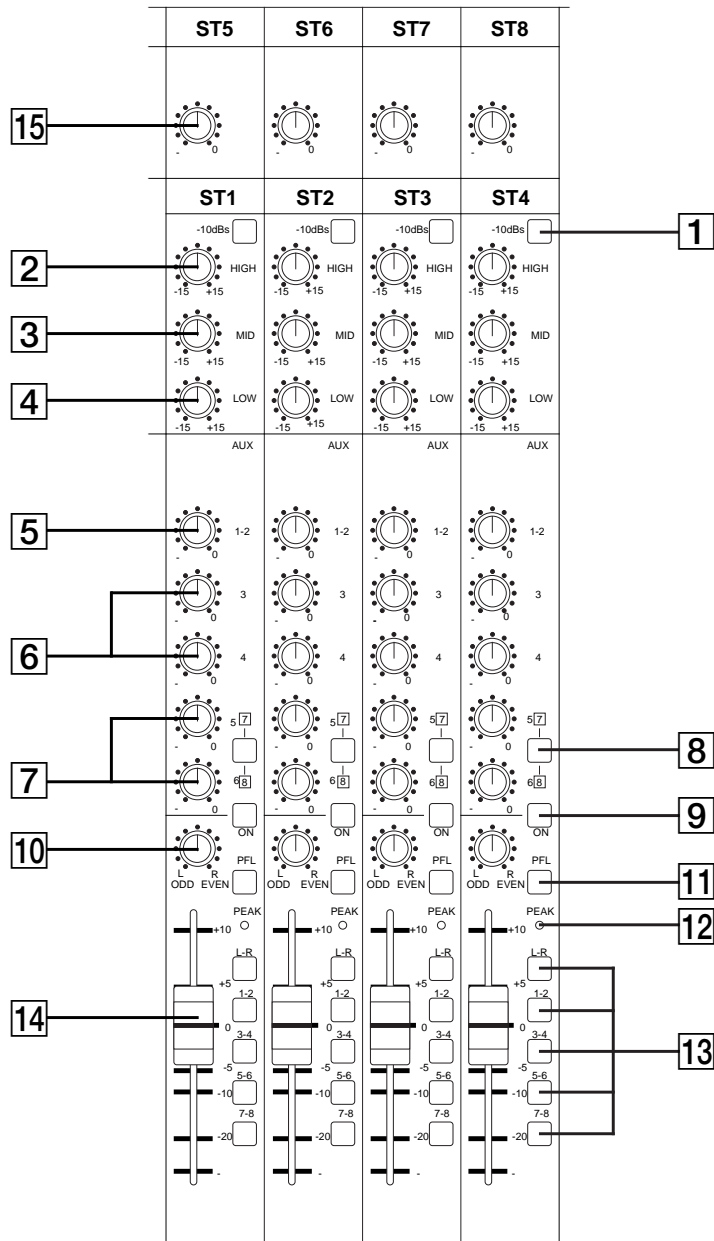 ST5 ST6 ST7 ST8
15
- 0 - 0 - 0 - 0
ST1 ST2 ST3 ST4
-10dBs -10dBs -10dBs -10dBs 1
2 HIGH HIGH HIGH HIGH
-15 +15 -15 +15 -15 +15 -15 +15
3 MID MID MID MID
-15 +15 -15 +15 -15 +15 -15 +15
4 LOW LOW LOW LOW
-15 +15 -15 +15 -15 +15 -15 +15
AUX AUX AUX AUX
5 1-2 1-2 1-2 1-2
- 0 - 0 - 0 - 0
3 3 3 3
- 0 - 0 - 0 - 0
6
4 4 4 4
- 0 - 0 - 0 - 0
5 7 5 7 5 7 5 7
- 0 - 0 - 0 - 0 8
7 6 8 6 8 6 8 6 8
- 0 - 0 - 0 - 0 9
ON ON ON ON
10 PFL PFL PFL PFL
L R L R L R L R 11
ODD EVEN ODD EVEN ODD EVEN ODD EVEN
PEAK PEAK PEAK PEAK 12
+10 +10 +10 +10
L-R L-R L-R L-R
+5 +5 +5 +5
1-2 1-2 1-2 1-2
14 0 0 0 0
3-4 3-4 3-4 3-4 13
-5 -5 -5 -5
5-6 5-6 5-6 5-6
-10 -10 -10 -10
7-8 7-8 7-8 7-8
-20 -20 -20 -20
- - - -